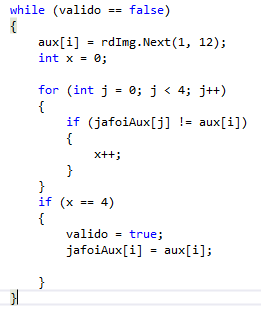 while (valido == false)
{
    aux[i] = rdImg.Next(1, 12);
    int x = 0;

    for (int j = 0; j < 4; j++)
    {
        if (jafoiAux[j] != aux[i])
        {
            x++;
        }
    }
    if (x == 4)
    {
        valido = true;
        jafoiAux[i] = aux[i];

    }
}